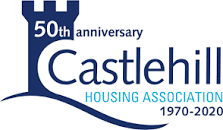 50th anniversary
Castlehill
HOUSING ASSOCIATION
1970-2020